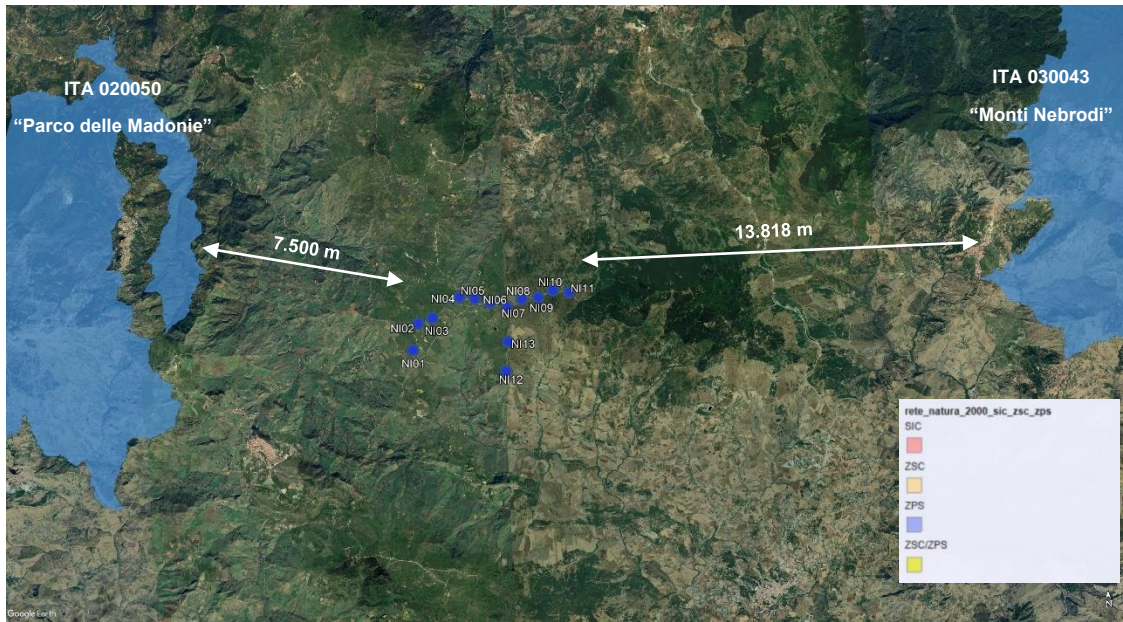 ITA 020050
“Parco delle Madonie”
ITA 030043
“Monti Nebrodi”
7.500 m
13.818 m
NI10
NI11
NI05
NI08
NI04
NI06
NI09
NI07
NI02
NI03
NI13
NI01
NI12
rete_natura_2000_sic_zsc_zps
SIC
ZSC
ZPS
ZSC/ZPS
Google Earth
N